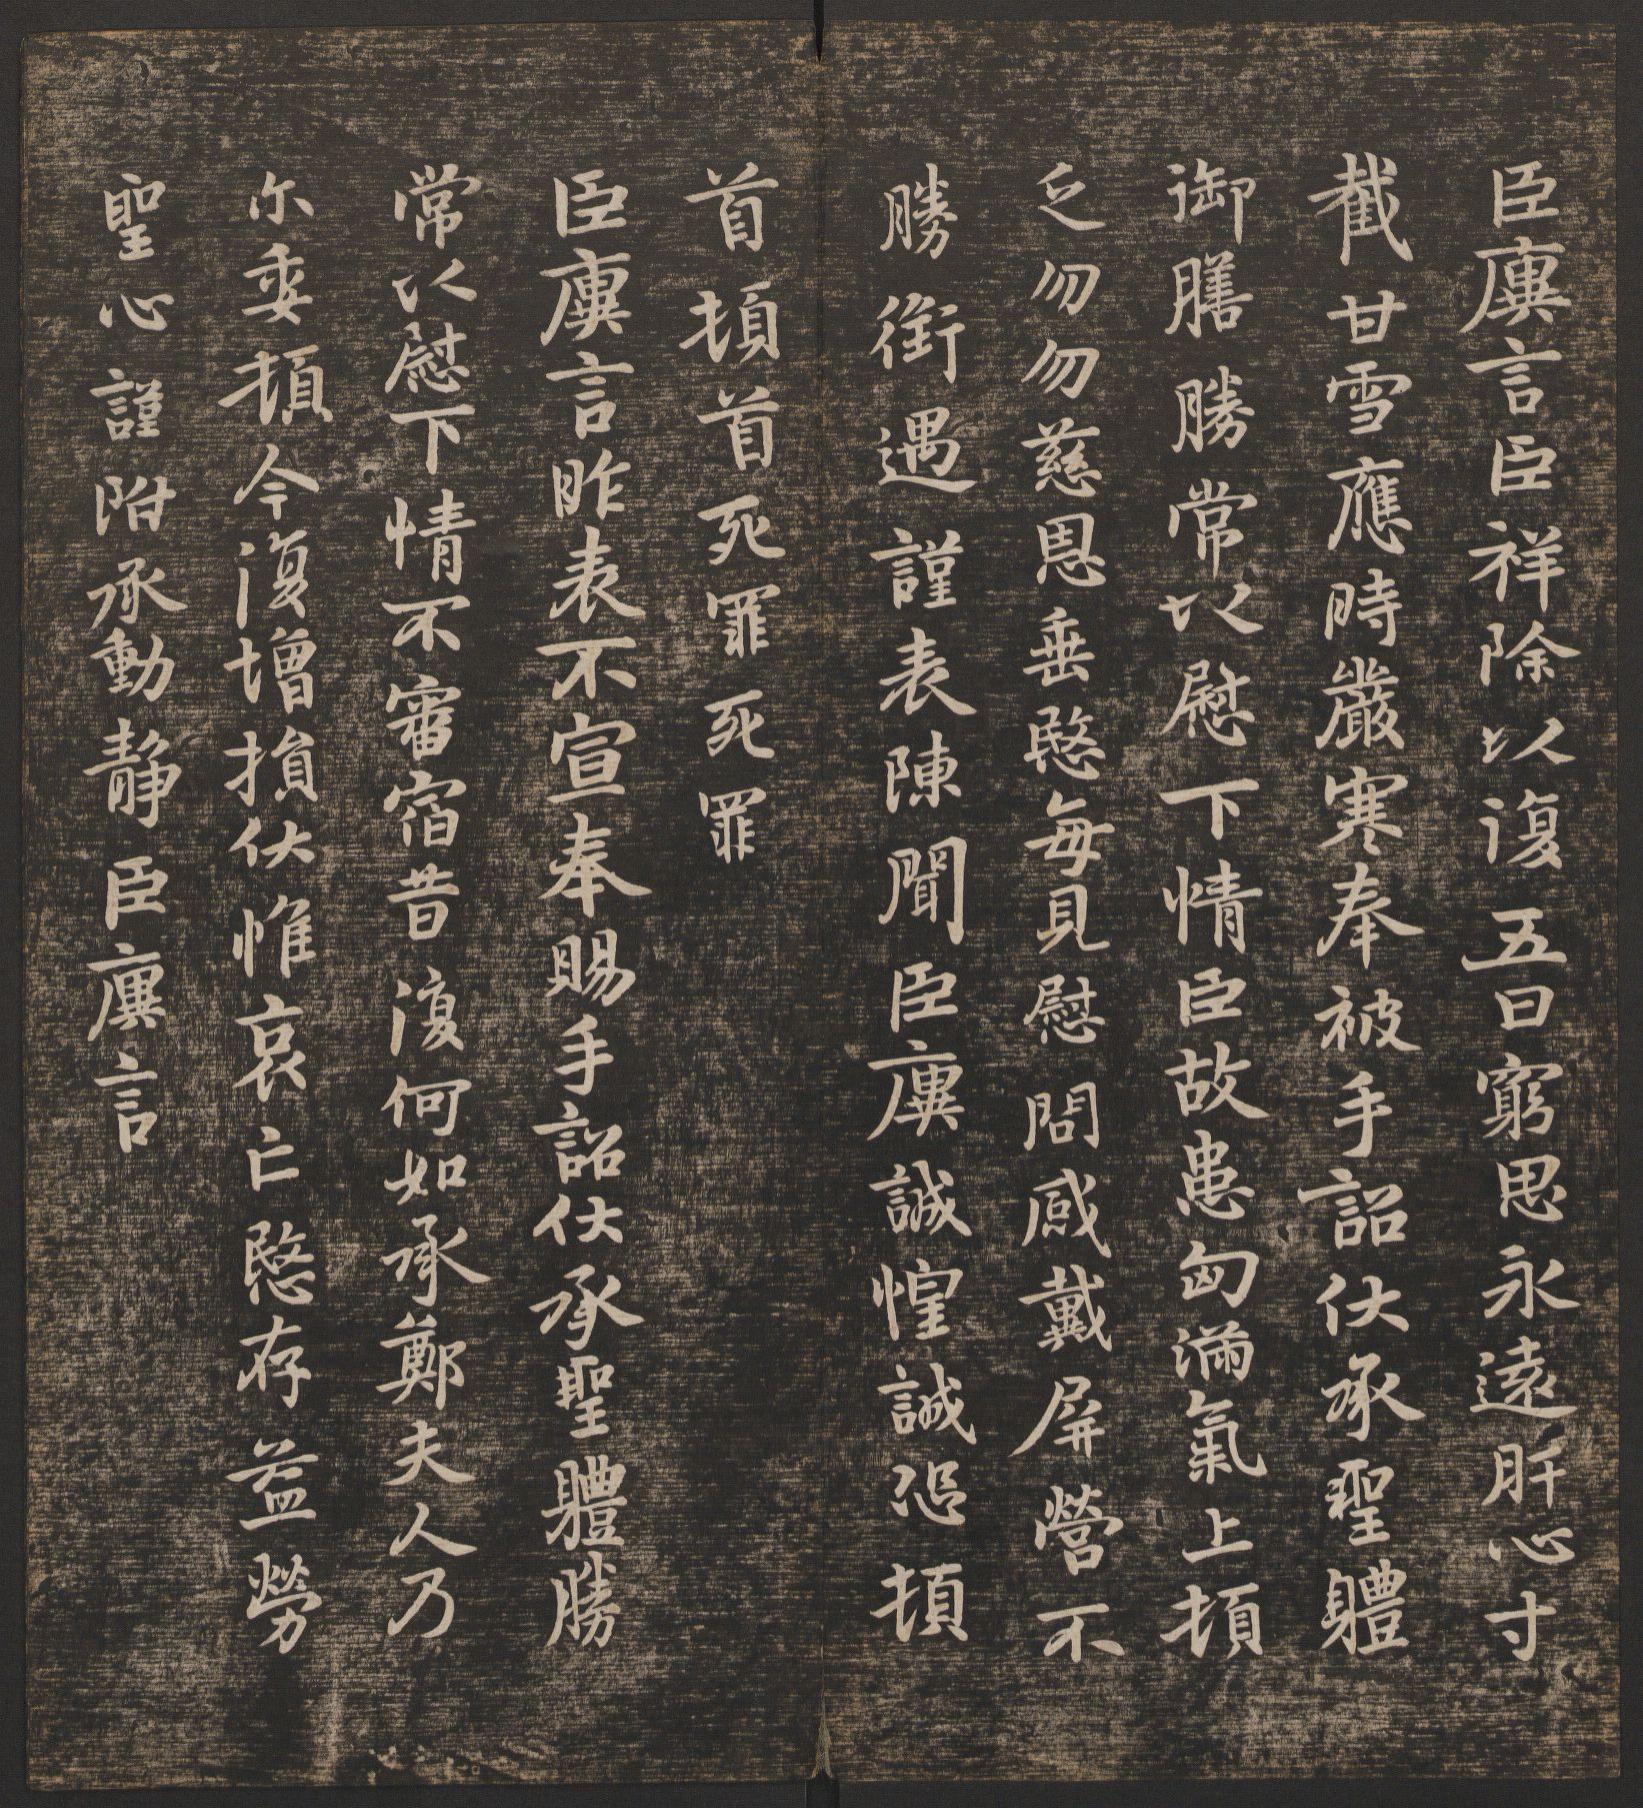 臣廙言臣祥除以復五日窮思永遠肝心寸
截甘雪應時嚴寒奉被手詔伏承聖體
御膳勝常以慰下情臣故患匈滿氣上頓
乏勿勿慈恩垂愍每見慰問感戴屏營不
勝銜遇謹表陳聞臣廙誠惶誠恐頓
首頓首死罪死罪
臣廙言昨表不宣奉賜手詔伏承聖體勝
常以慰下情不審宿昔復何如承鄭夫人乃
尓委頓今復增損伏惟哀亡愍存益勞
聖心謹附承動静臣廙言